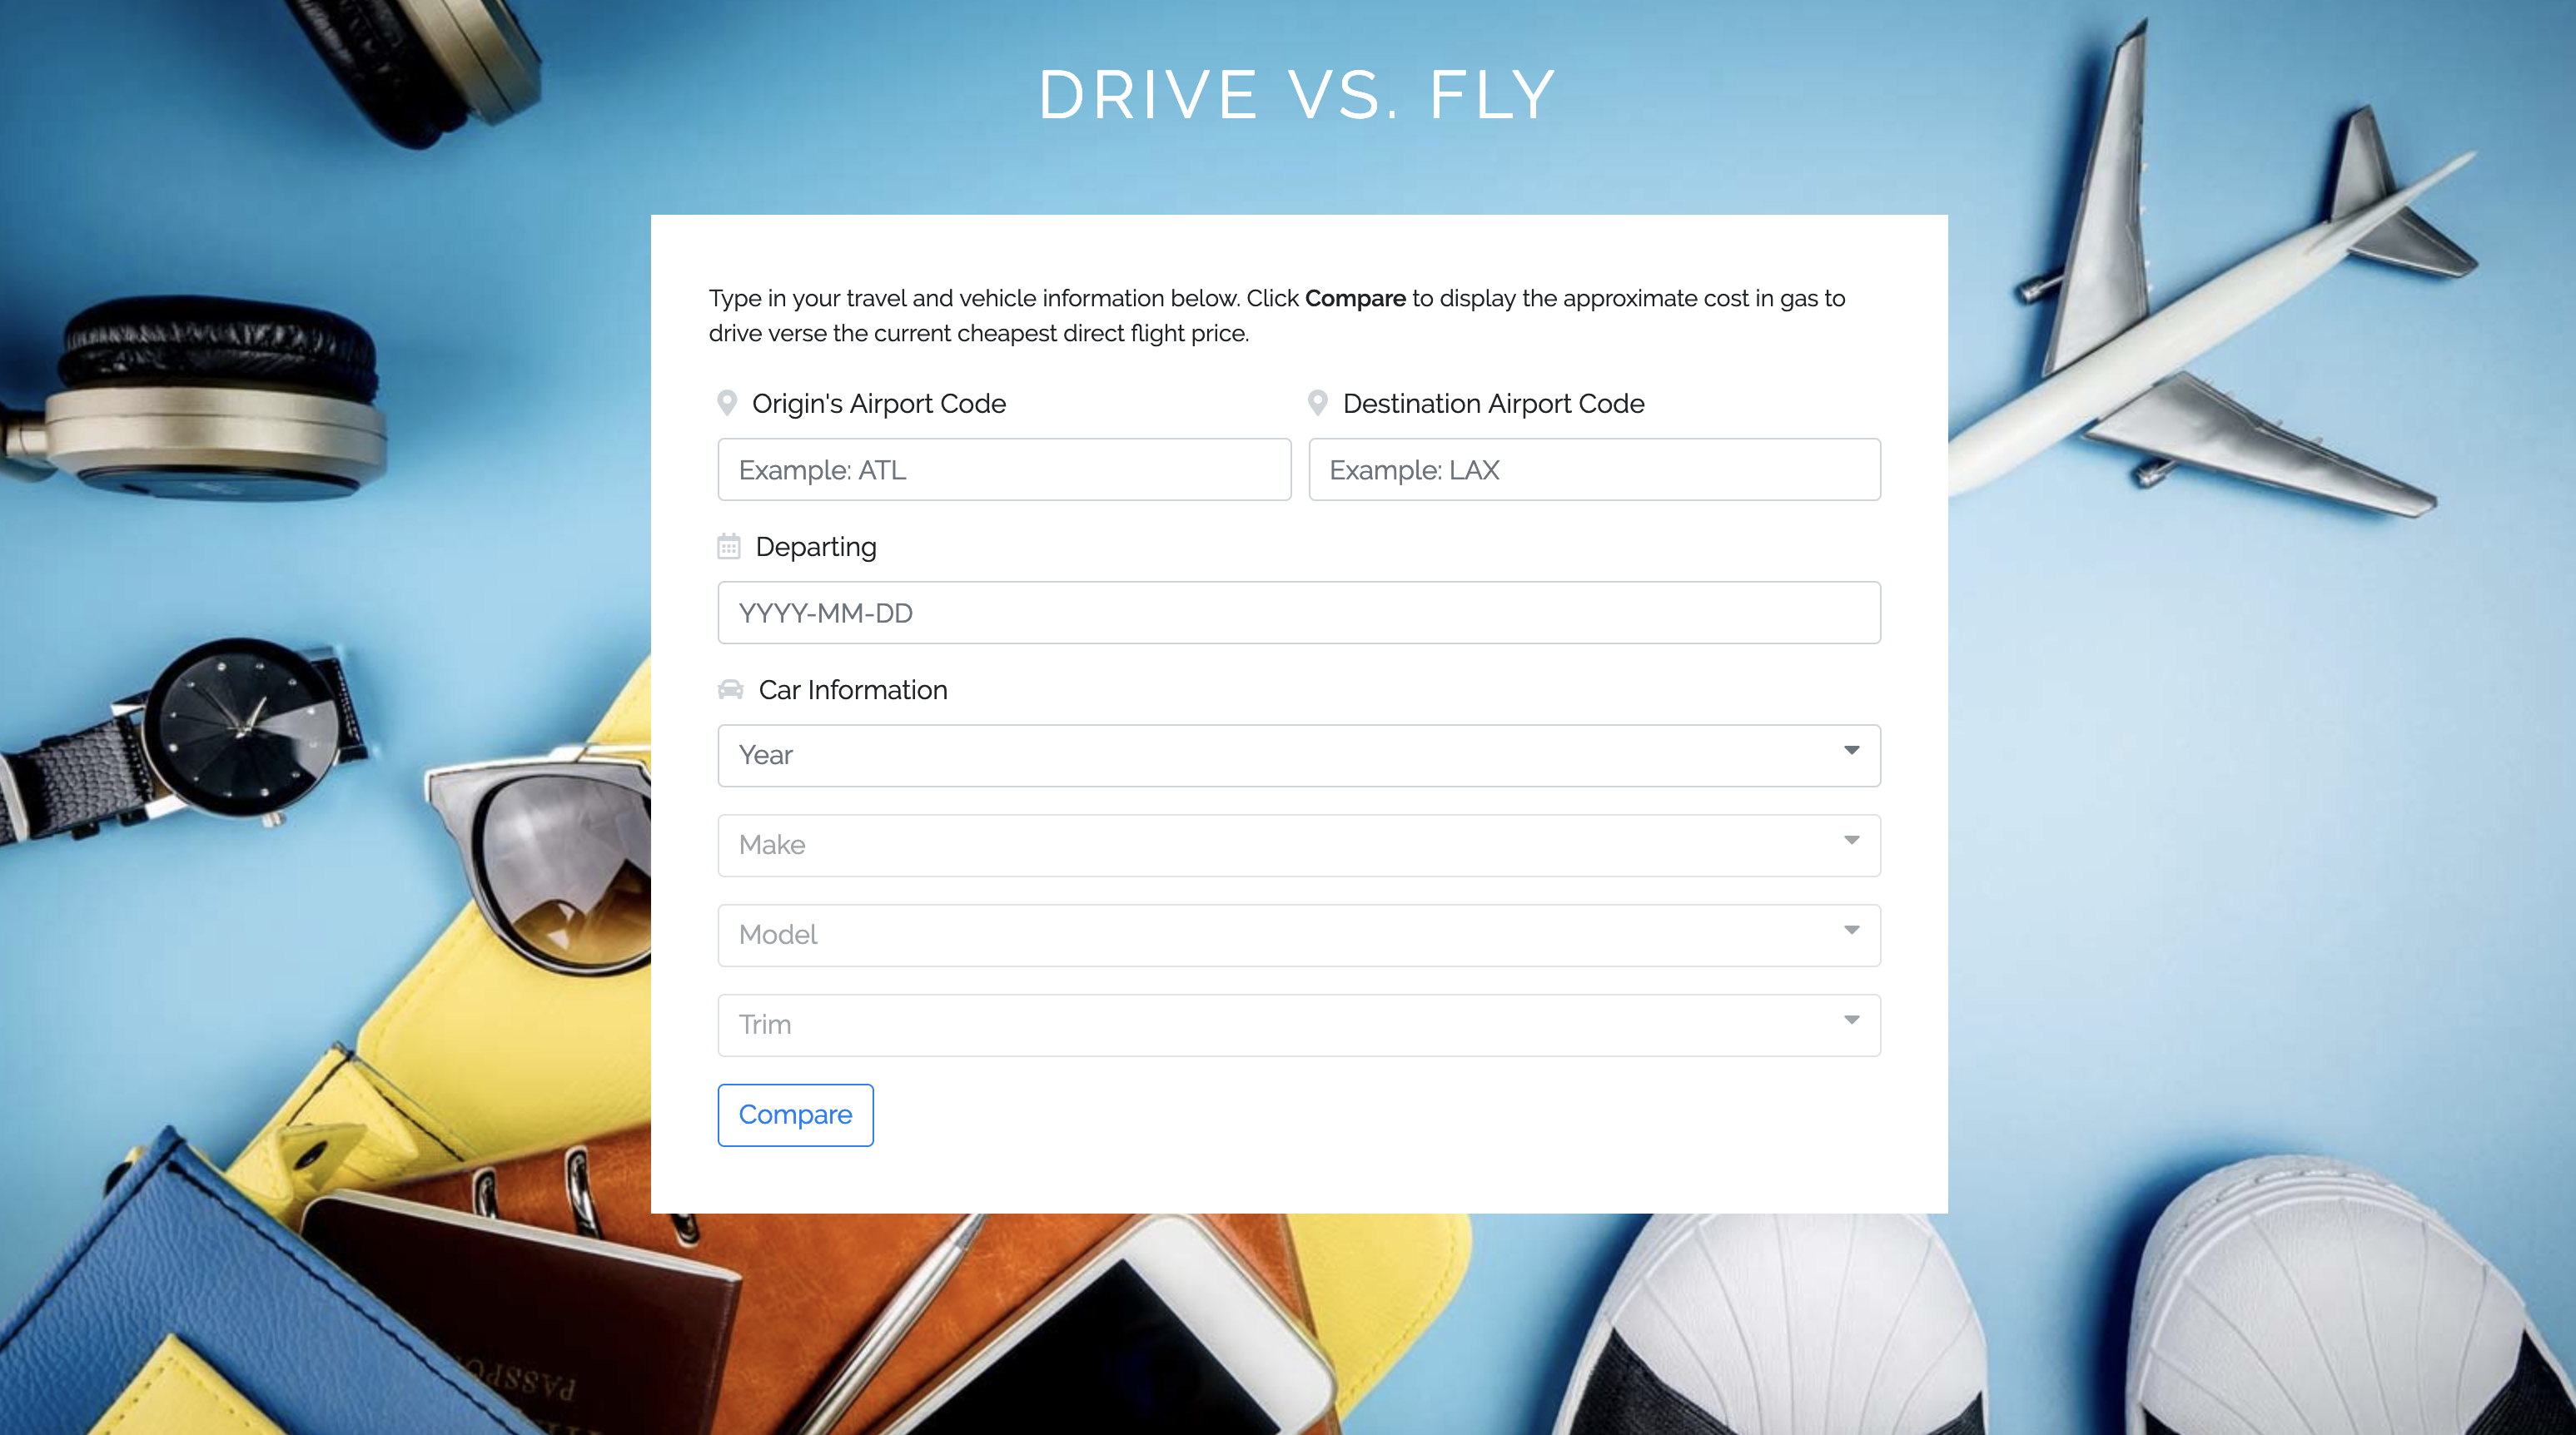 DRIVE VS. FLY
Type in your travel and vehicle information below. Click Compare to display the approximate cost in gas to
drive verse the current cheapest direct flight price.
Origin's Airport Code
Destination Airport Code
Example: ATL
Example: LAX
Departing
YYYY-MM-DD
Car Information
Year
Make
Model
Trim
Compare